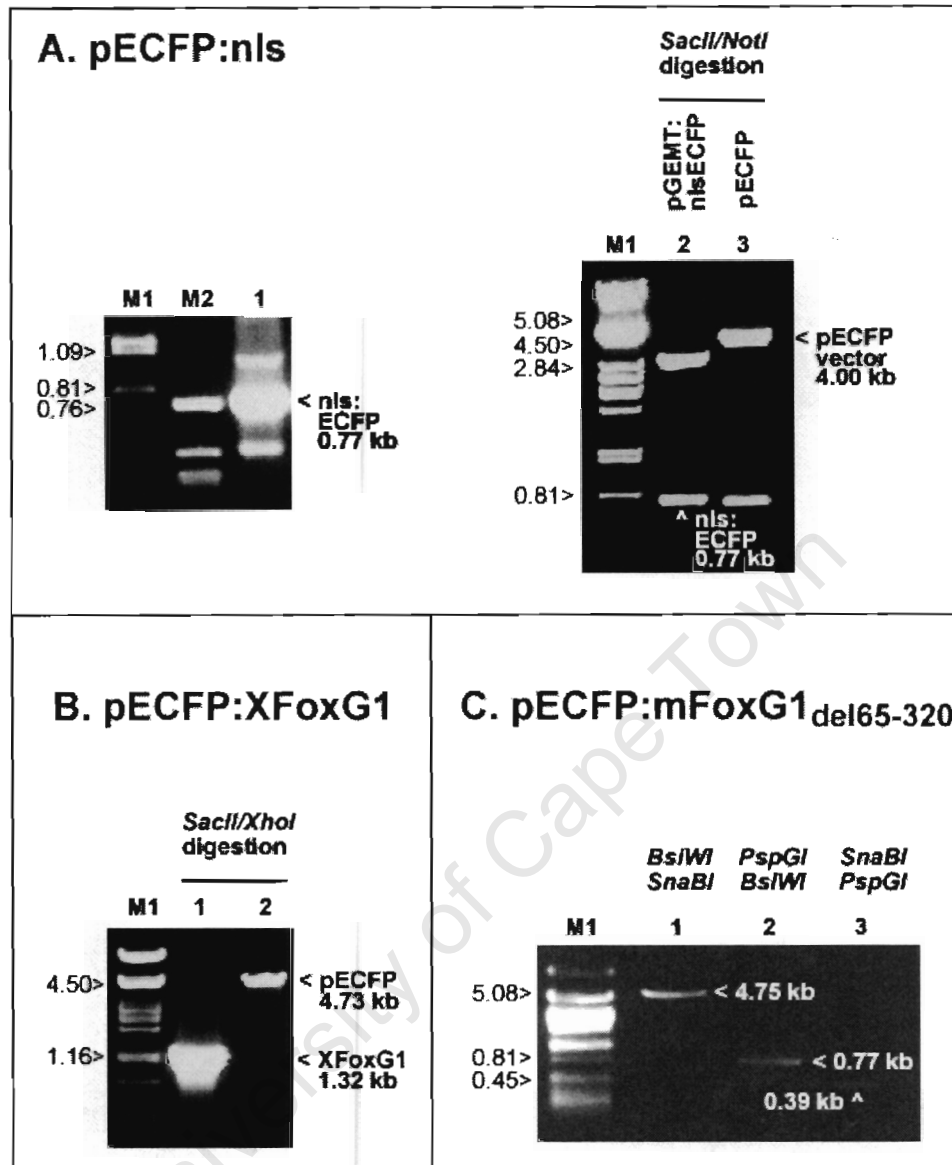 A. pECFP:nls
SacII/NotI
digestion
pGEMT:
nlsECFP
pECFP
M1 2 3
M1 M2 1
1.09>
0.81>
0.76>
< nls:
ECFP
0.77 kb
5.08>
4.50>
2.84>
0.81>
< pECFP
vector
4.00 kb
^ nls:
ECFP
0.77 kb
B. pECFP:XFoxG1
SacII/XhoI
digestion
M1 1 2
4.50>
1.16>
< pECFP
4.73 kb
< XFoxG1
1.32 kb
C. pECFP:mFoxG1del65-320
BsiWI PspGI SnaBI
SnaBI BsiWI PspGI
M1 1 2 3
5.08>
0.81>
0.45>
< 4.75 kb
< 0.77 kb
0.39 kb ^
University of Cape Town